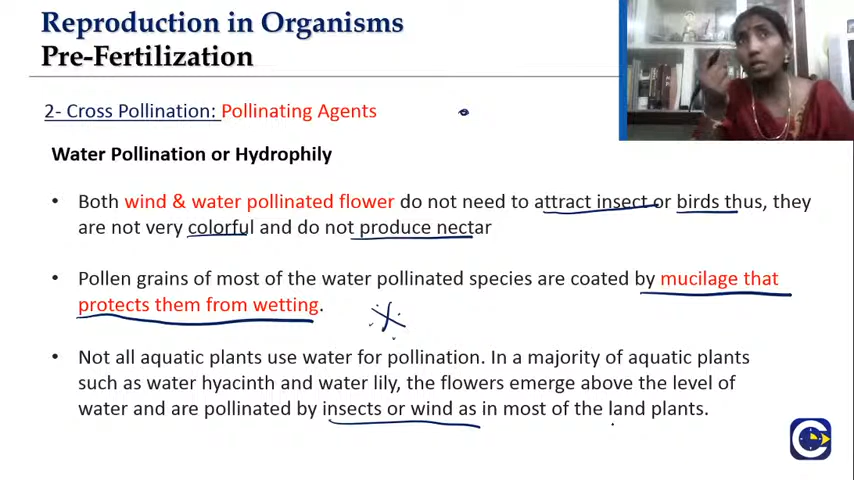 Reproduction in Organisms
Pre-Fertilization
2- Cross Pollination: Pollinating Agents
Water Pollination or Hydrophily
• Both wind & water pollinated flower do not need to attract insect or birds thus, they
are not very colorful and do not produce nectar
• Pollen grains of most of the water pollinated species are coated by mucilage that
protects them from wetting.
• Not all aquatic plants use water for pollination. In a majority of aquatic plants
such as water hyacinth and water lily, the flowers emerge above the level of
water and are pollinated by insects or wind as in most of the land plants.